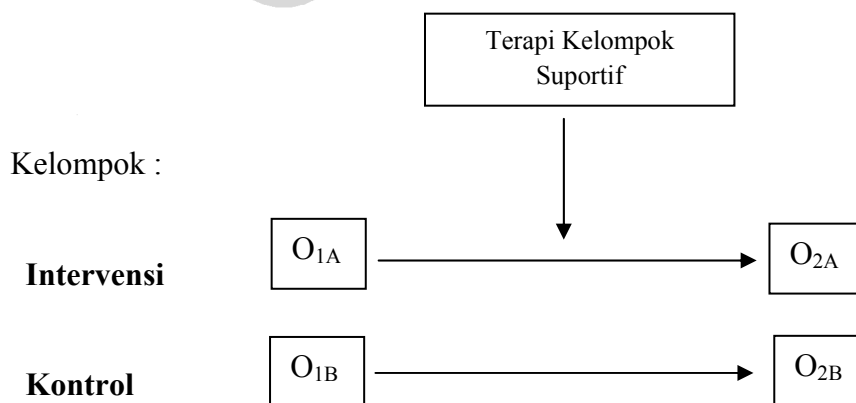 Terapi Kelompok
Suportif
Kelompok :
Intervensi
O1A
O2A
Kontrol
O1B
O2B